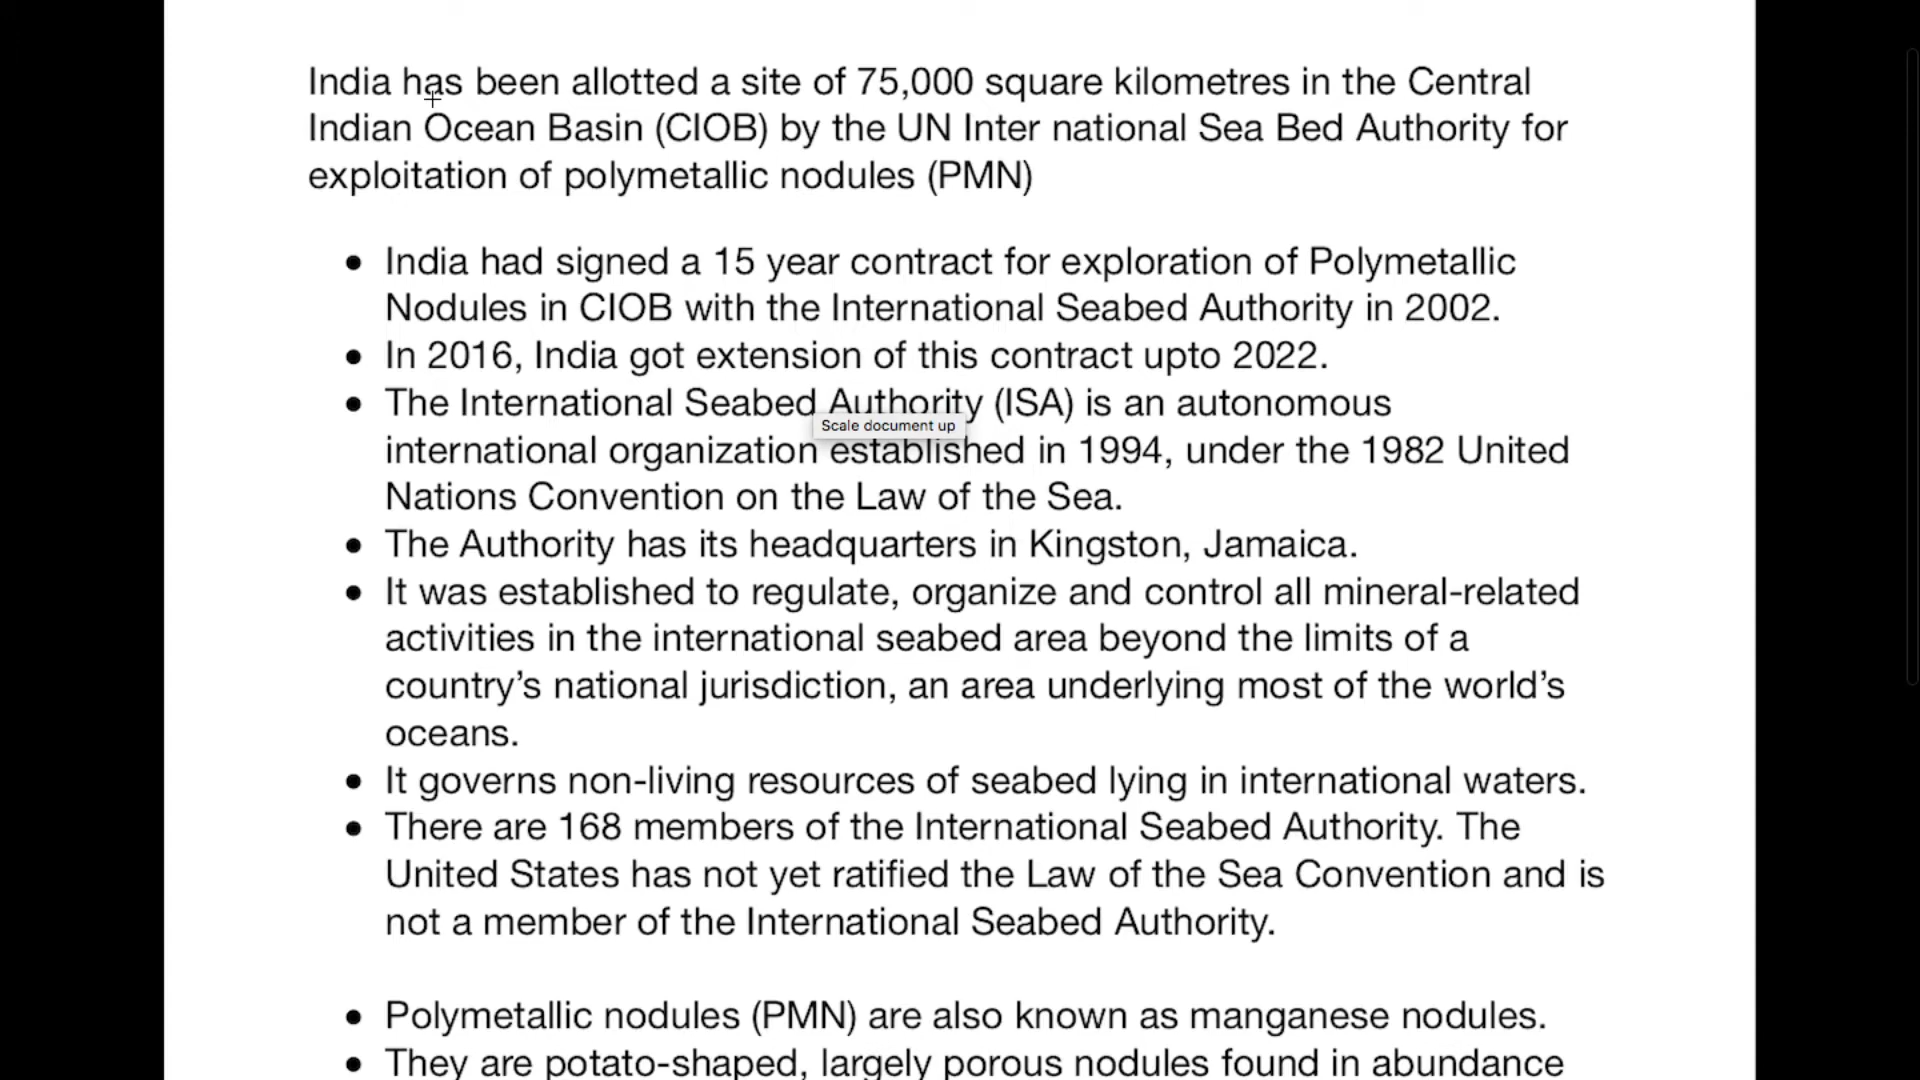 India has been allotted a site of 75,000 square kilometres in the Central
Indian Ocean Basin (CIOB) by the UN Inter national Sea Bed Authority for
exploitation of polymetallic nodules (PMN)
• India had signed a 15 year contract for exploration of Polymetallic
Nodules in CIOB with the International Seabed Authority in 2002.
• In 2016, India got extension of this contract upto 2022.
• The International Seabed Authority (ISA) is an autonomous
Scale document up
international organization established in 1994, under the 1982 United
Nations Convention on the Law of the Sea.
• The Authority has its headquarters in Kingston, Jamaica.
• It was established to regulate, organize and control all mineral-related
activities in the international seabed area beyond the limits of a
country’s national jurisdiction, an area underlying most of the world’s
oceans.
• It governs non-living resources of seabed lying in international waters.
• There are 168 members of the International Seabed Authority. The
United States has not yet ratified the Law of the Sea Convention and is
not a member of the International Seabed Authority.
• Polymetallic nodules (PMN) are also known as manganese nodules.
• They are potato-shaped, largely porous nodules found in abundance